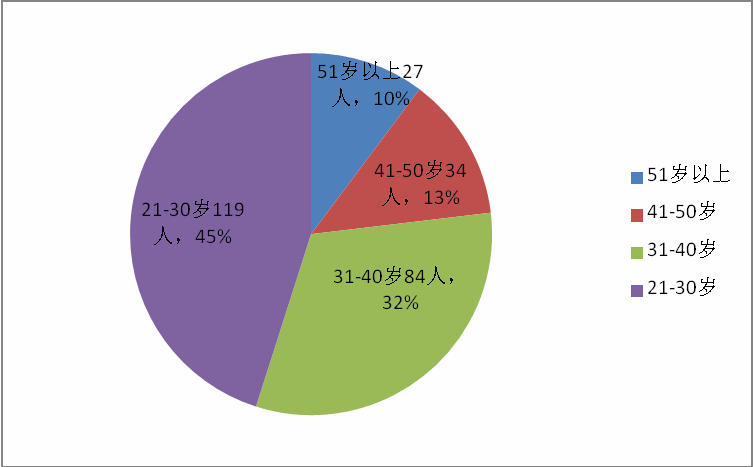 51岁以上27
人，10%
41-50岁34
人，13%
31-40岁84人，
32%
21-30岁119
人，45%
51岁以上
41-50岁
31-40岁
21-30岁